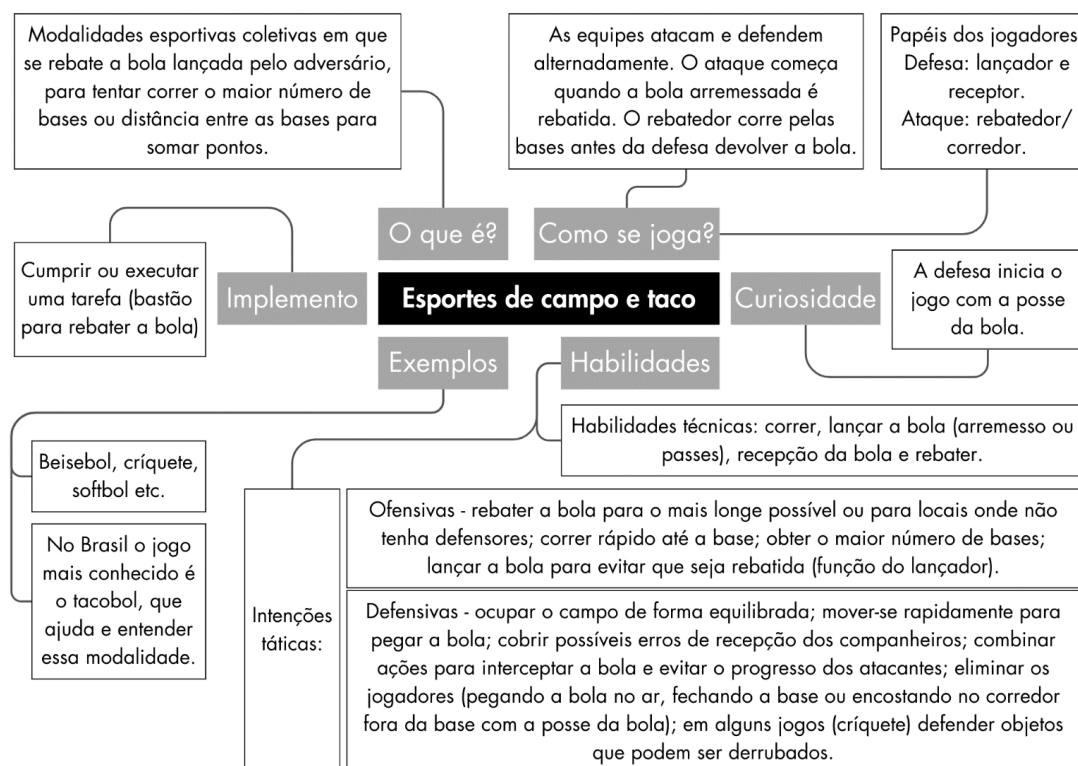 Modalidades esportivas coletivas em que
se rebate a bola lançada pelo adversário,
para tentar correr o maior número de
bases ou distância entre as bases para
somar pontos.
As equipes atacam e defendem
alternadamente. O ataque começa
quando a bola arremessada é
rebatida. O rebatedor corre pelas
bases antes da defesa devolver a bola.
Papéis dos jogadores
Defesa: lançador e
receptor.
Ataque: rebatedor/
corredor.
O que é?
Como se joga?
Cumprir ou executar
uma tarefa (bastão
para rebater a bola)
Implemento
Esportes de campo e taco
Curiosidade
A defesa inicia o
jogo com a posse
da bola.
Exemplos
Habilidades
Habilidades técnicas: correr, lançar a bola (arremesso ou
passes), recepção da bola e rebater.
Beisebol, críquete,
softbol etc.
No Brasil o jogo
mais conhecido é
o tacobol, que
ajuda e entender
essa modalidade.
Intenções
táticas:
Ofensivas - rebater a bola para o mais longe possível ou para locais onde não
tenha defensores; correr rápido até a base; obter o maior número de bases;
lançar a bola para evitar que seja rebatida (função do lançador).
Defensivas - ocupar o campo de forma equilibrada; mover-se rapidamente para
pegar a bola; cobrir possíveis erros de recepção dos companheiros; combinar
ações para interceptar a bola e evitar o progresso dos atacantes; eliminar os
jogadores (pegando a bola no ar, fechando a base ou encostando no corredor
fora da base com a posse da bola); em alguns jogos (críquete) defender objetos
que podem ser derrubados.